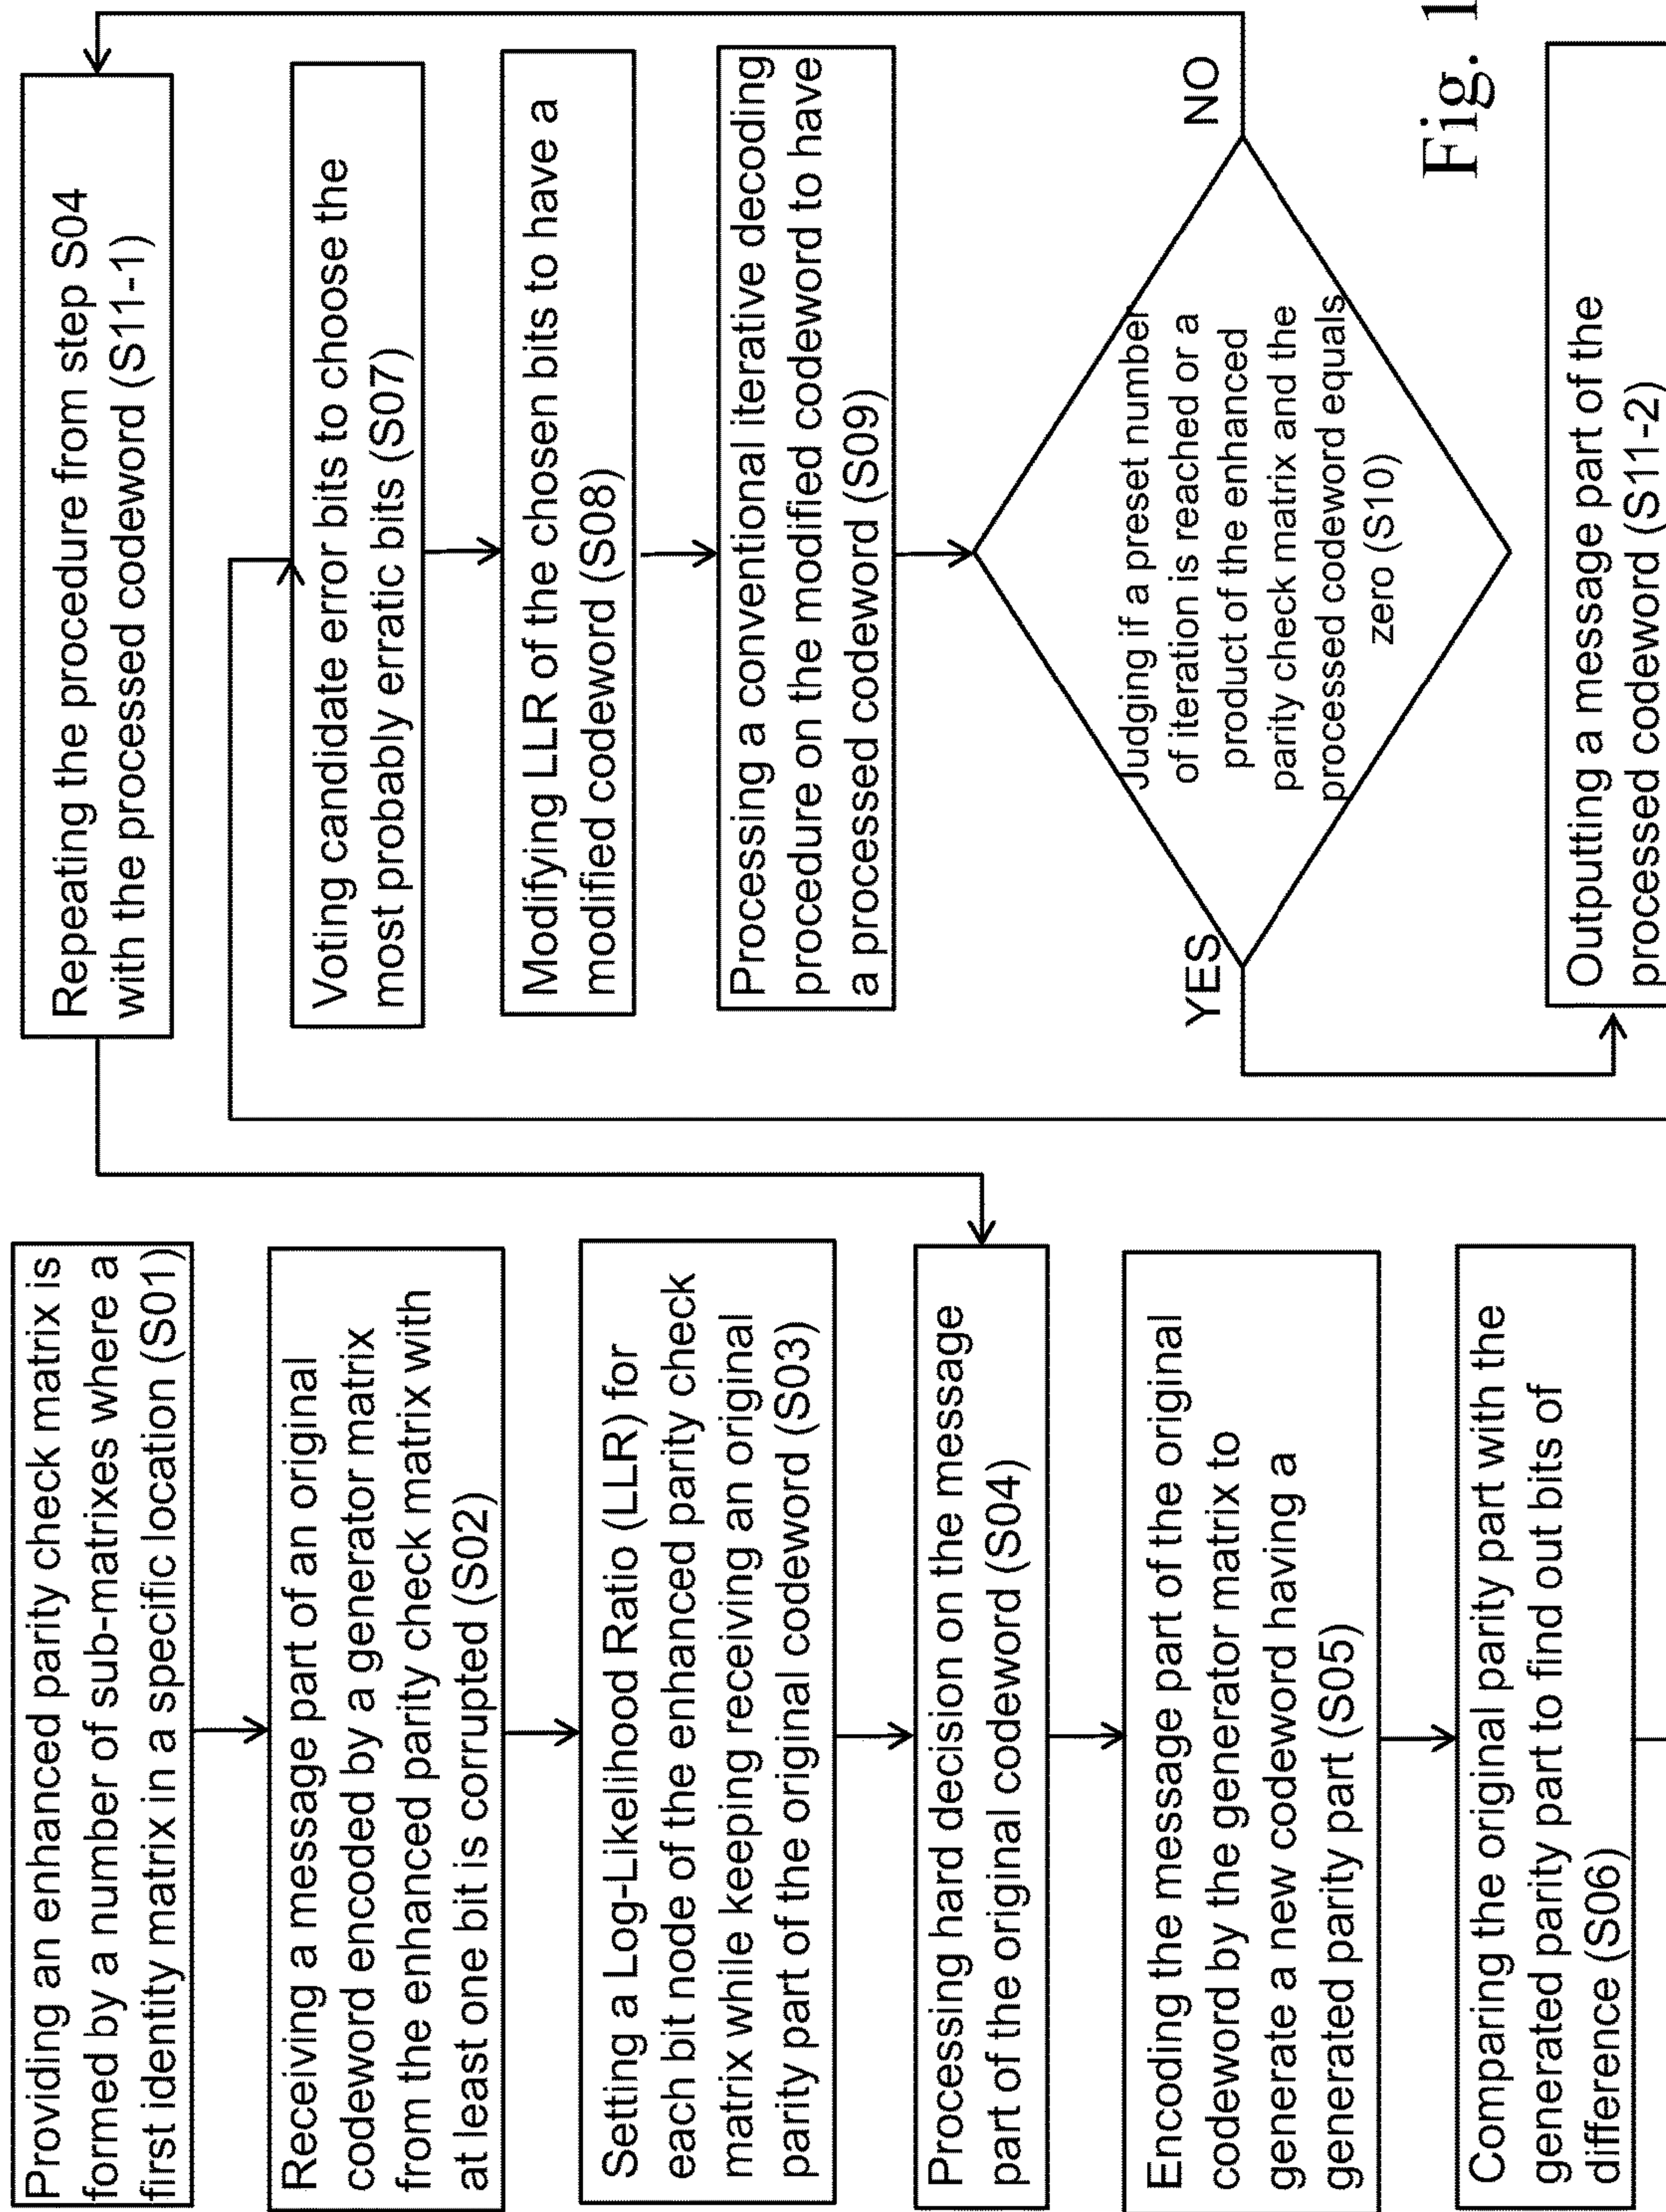 Providing an enhanced parity check matrix is
formed by a number of sub-matrixes where a
first identity matrix in a specific location (S01)
Receiving a message part of an original
codeword encoded by a generator matrix
from the enhanced parity check matrix with
at least one bit is corrupted (S02)
Setting a Log-Likelihood Ratio (LLR) for
each bit node of the enhanced parity check
matrix while keeping receiving an original
parity part of the original codeword (S03)
Processing hard decision on the message
part of the original codeword (S04)
Encoding the message part of the original
codeword by the generator matrix to
generate a new codeword having a
generated parity part (S05)
Comparing the original parity part with the
generated parity part to find out bits of
difference (S06)
Repeating the procedure from step S04
with the processed codeword (S11-1)
Voting candidate error bits to choose the
most probably erratic bits (S07)
Modifying LLR of the chosen bits to have a
modified codeword (S08)
Processing a conventional iterative decoding
procedure on the modified codeword to have
a processed codeword (S09)
Judging if a preset number
of iteration is reached or a
product of the enhanced
parity check matrix and the
processed codeword equals
zero (S10)
YES
NO
Outputting a message part of the
processed codeword (S11-2)
Fig. 1